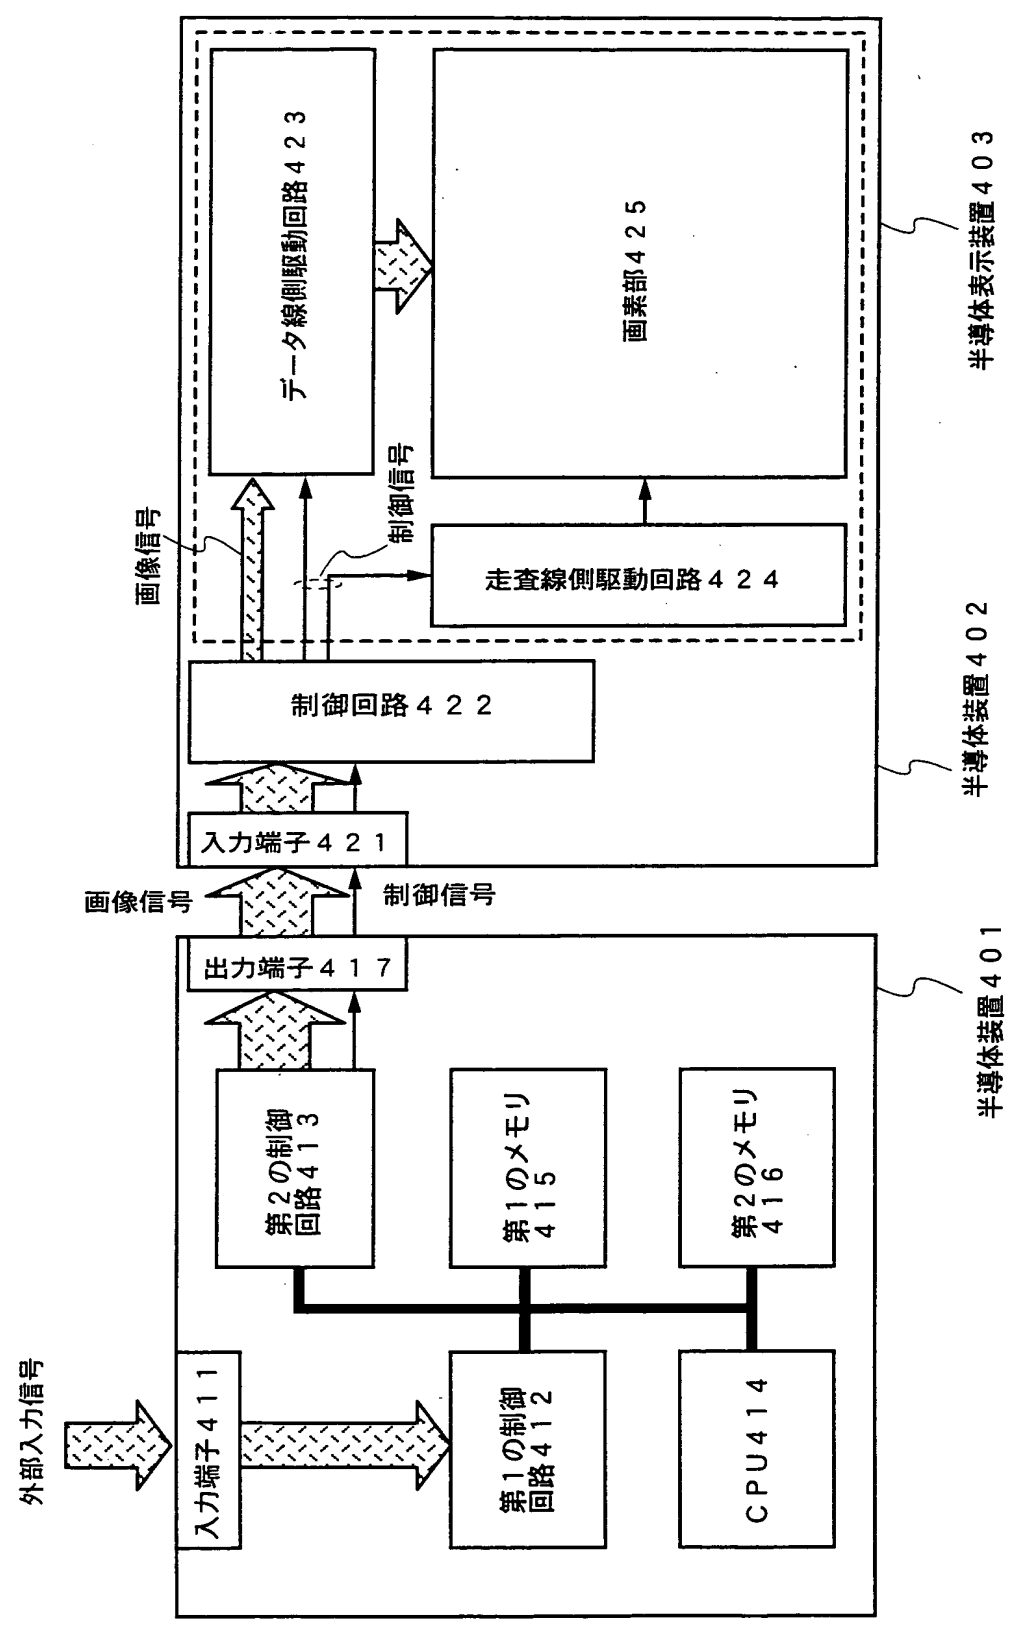 外部入力信号
入力端子４１１
第１の制御
回路４１２
ＣＰＵ４１４
第２の制御
回路４１３
第１のメモリ
４１５
第２のメモリ
４１６
出力端子４１７
半導体装置４０１
画像信号
制御信号
入力端子４２１
制御回路４２２
半導体装置４０２
画像信号
制御信号
走査線側駆動回路４２４
データ線側駆動回路４２３
画素部４２５
半導体表示装置４０３